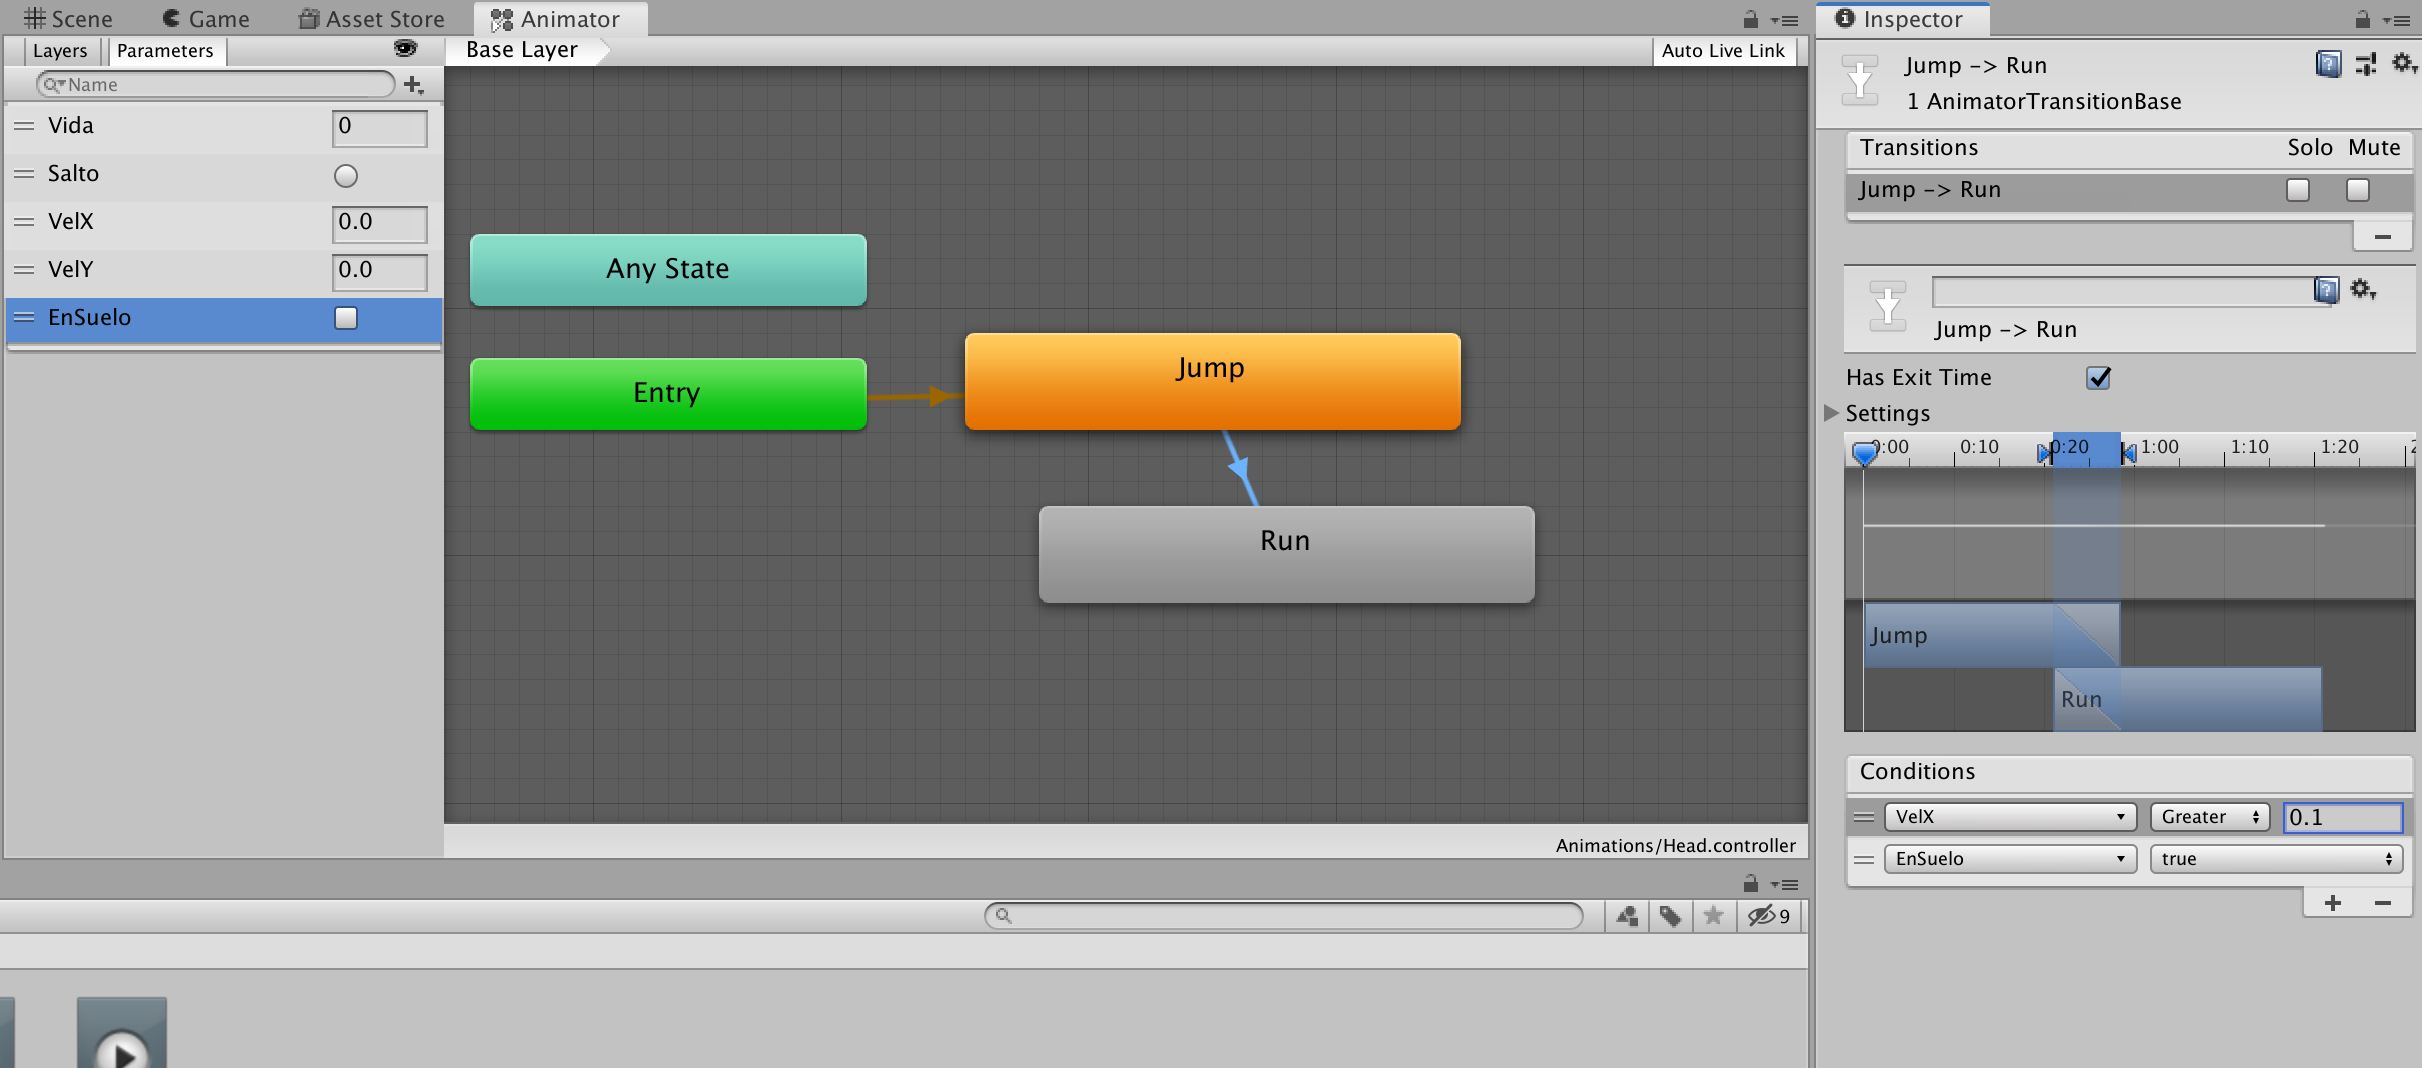 Scene Game Asset Store Animator
Layers Parameters
Name
Vida 0
Salto
VelX 0.0
VelY 0.0
EnSuelo
Base Layer
Auto Live Link
Any State
Entry
Jump
Run
Animations/Head.controller
9
Inspector
Jump -> Run
1 AnimatorTransitionBase
Transitions Solo Mute
Jump -> Run
Jump -> Run
Has Exit Time
Settings
0:00 0:10 0:20 1:00 1:10 1:20
Jump
Run
Conditions
VelX Greater 0.1
EnSuelo true